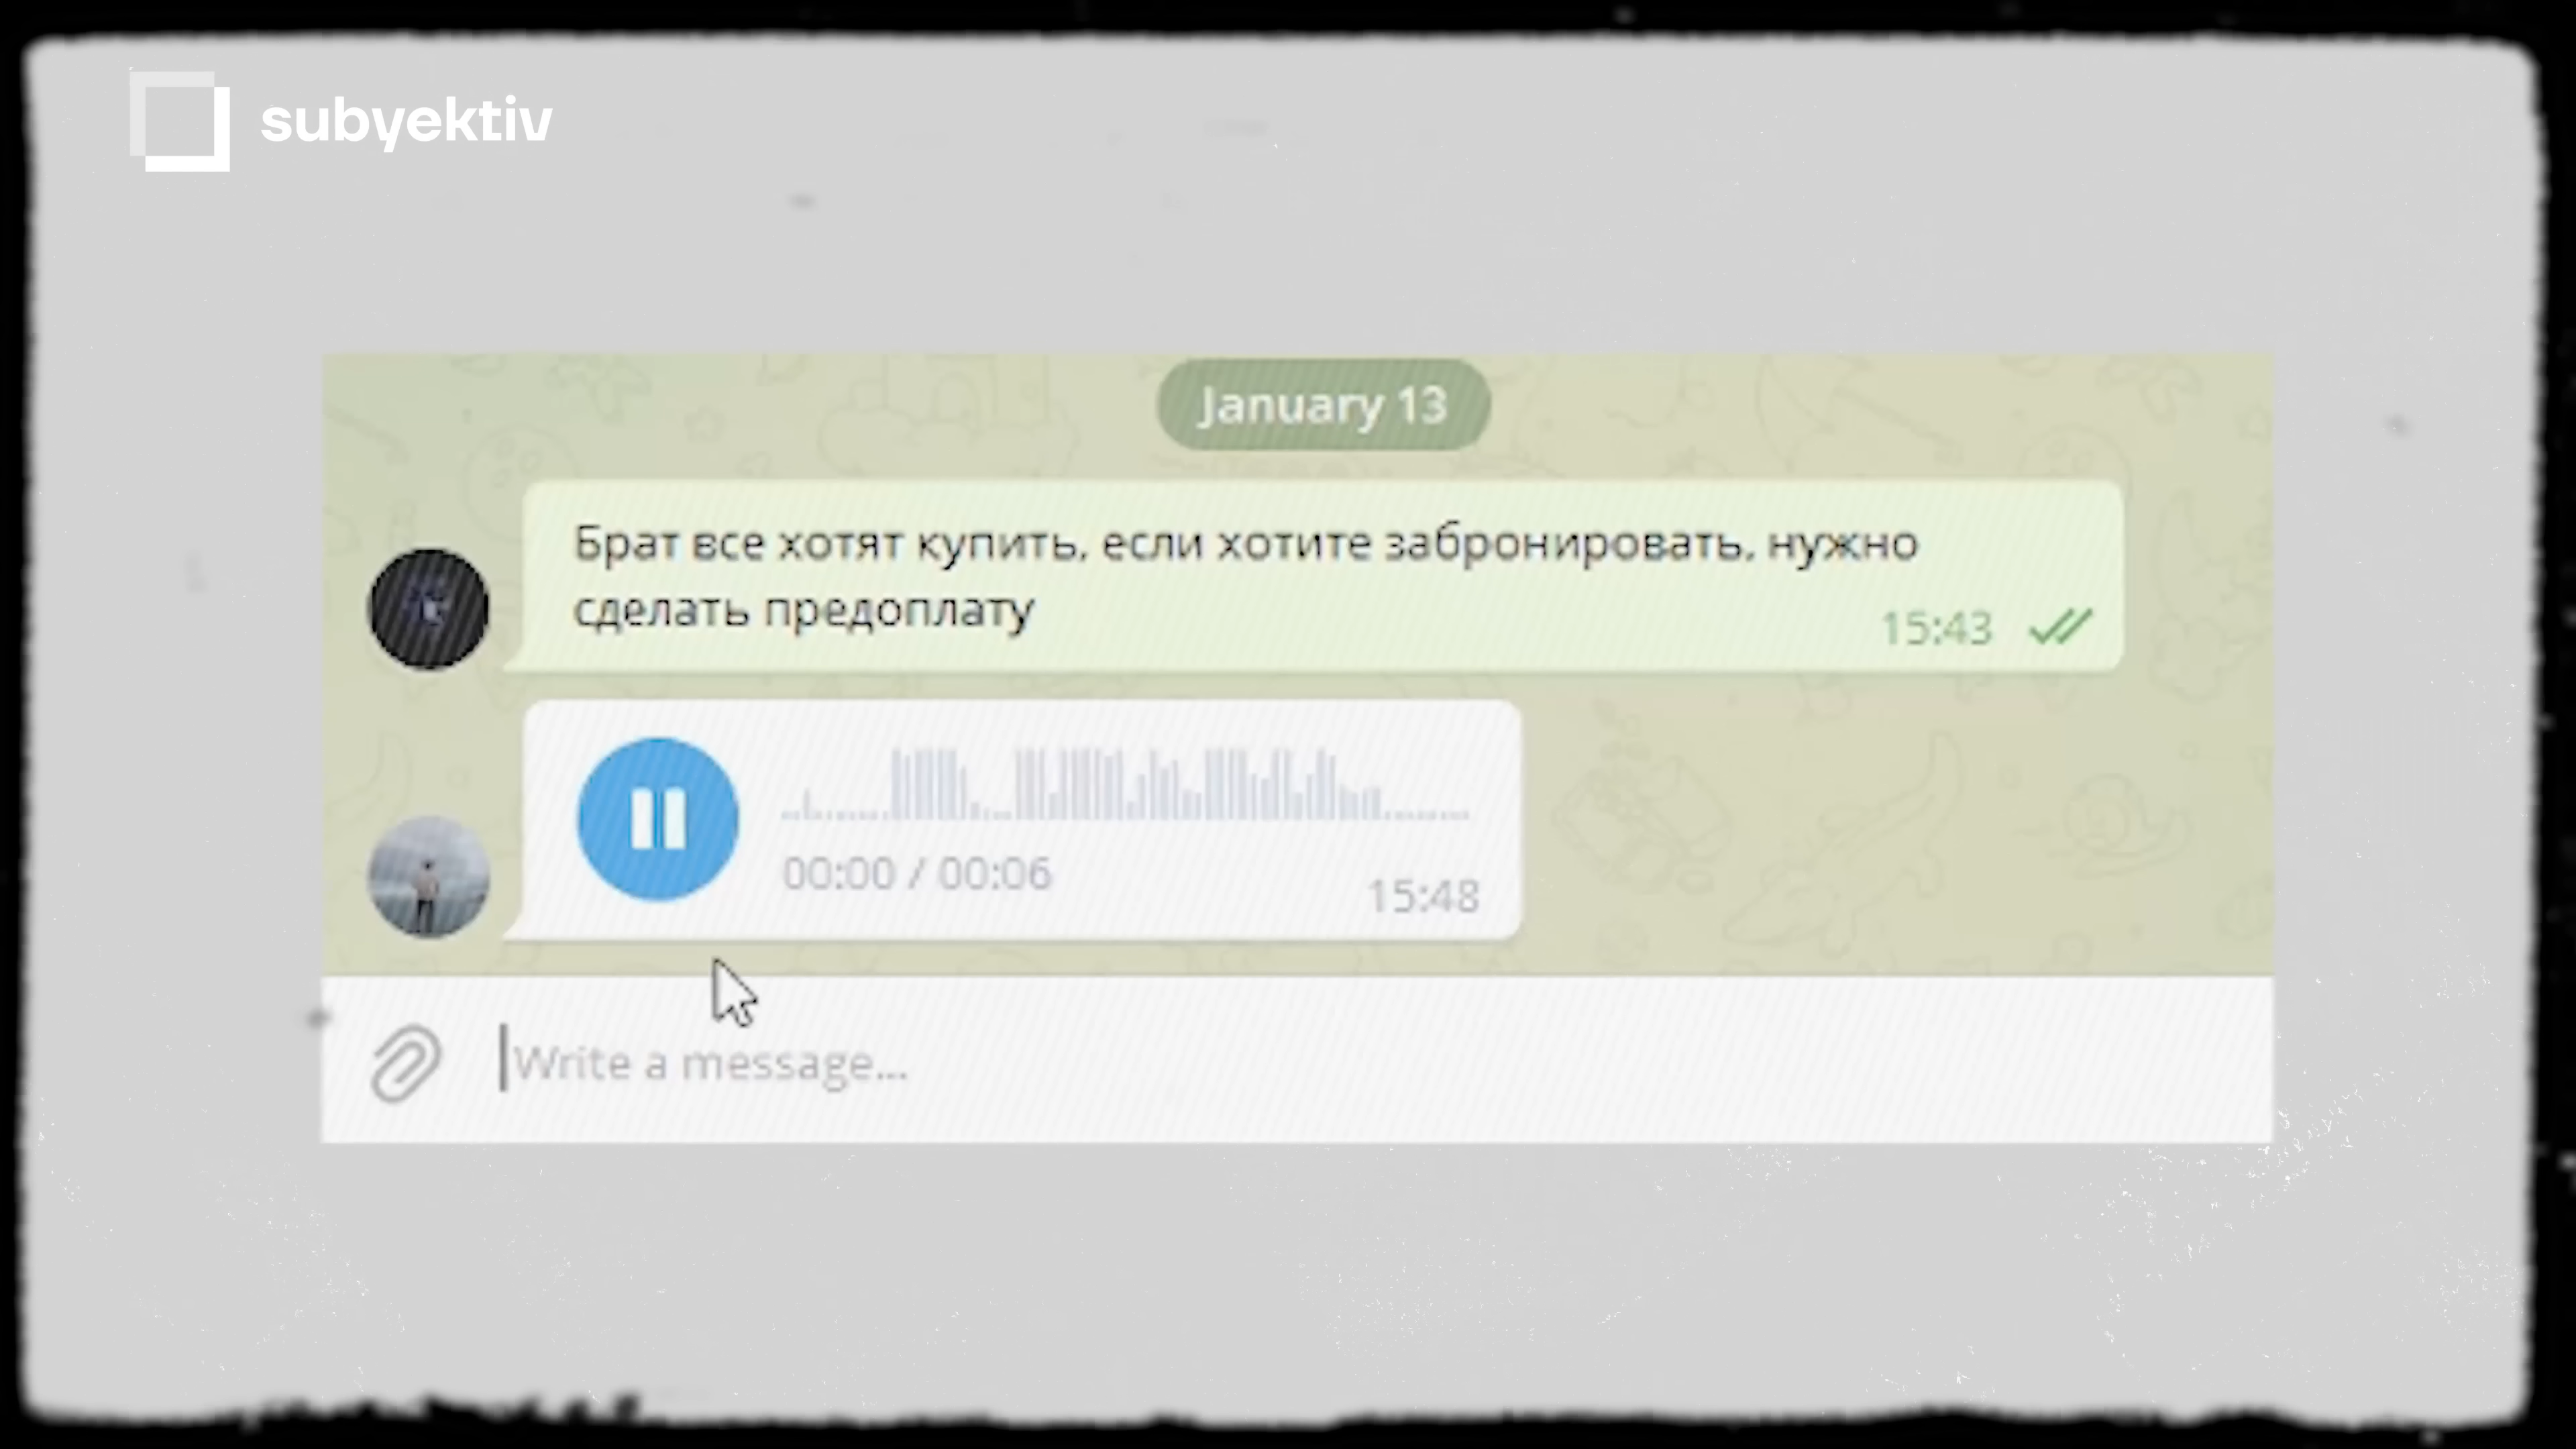 subyektiv
January 13
Брат все хотят купить, если хотите забронировать, нужно
сделать предоплату
15:43
00:00 / 00:06
15:48
Write a message...